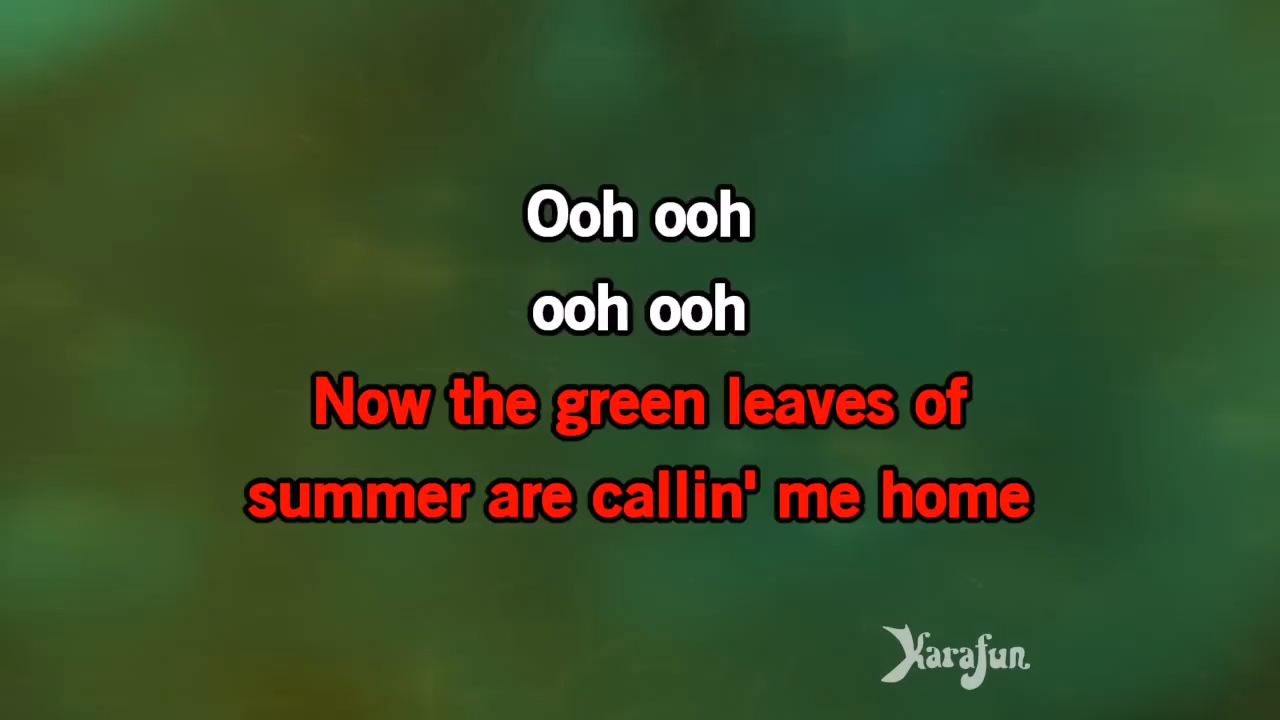 Ooh ooh
ooh ooh
Now the green leaves of
summer are callin' me home
Karafun